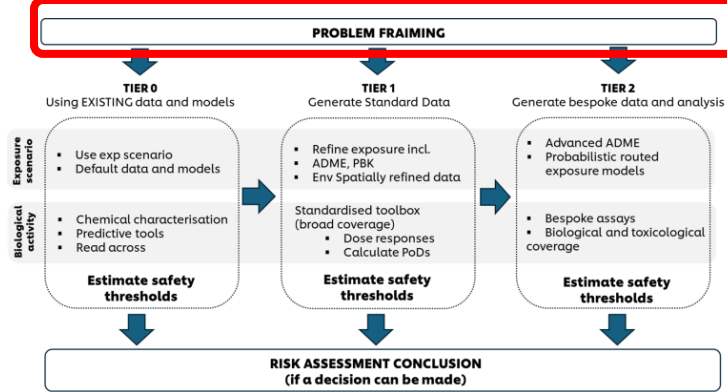 PROBLEM FRAIMING
TIER 0
Using EXISTING data and models
TIER 1
Generate Standard Data
TIER 2
Generate bespoke data and analysis
Exposure
scenario
▪ Use exp scenario
▪ Default data and models
▪ Refine exposure incl.
▪ ADME, PBK
▪ Env Spatially refined data
▪ Advanced ADME
▪ Probabilistic routed
exposure models
Biological
activity
▪ Chemical characterisation
▪ Predictive tools
▪ Read across
Standardised toolbox
(broad coverage)
▪ Dose responses
▪ Calculate PoDs
▪ Bespoke assays
▪ Biological and toxicological
coverage
Estimate safety
thresholds
Estimate safety
thresholds
Estimate safety
thresholds
RISK ASSESSMENT CONCLUSION
(if a decision can be made)